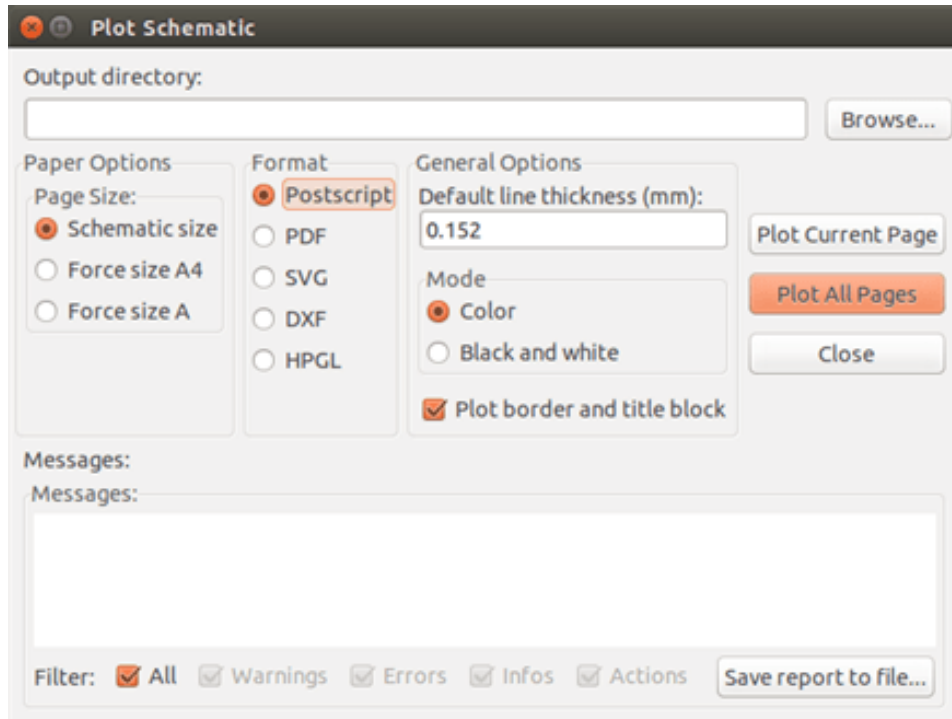 Plot Schematic
Output directory:
Browse...
Paper Options
Page Size:
Schematic size
Force size A4
Force size A
Format
Postscript
PDF
SVG
DXF
HPGL
General Options
Default line thickness (mm):
0.152
Mode
Color
Black and white
Plot border and title block
Plot Current Page
Plot All Pages
Close
Messages:
Messages:
Filter: All Warnings Errors Infos Actions Save report to file...